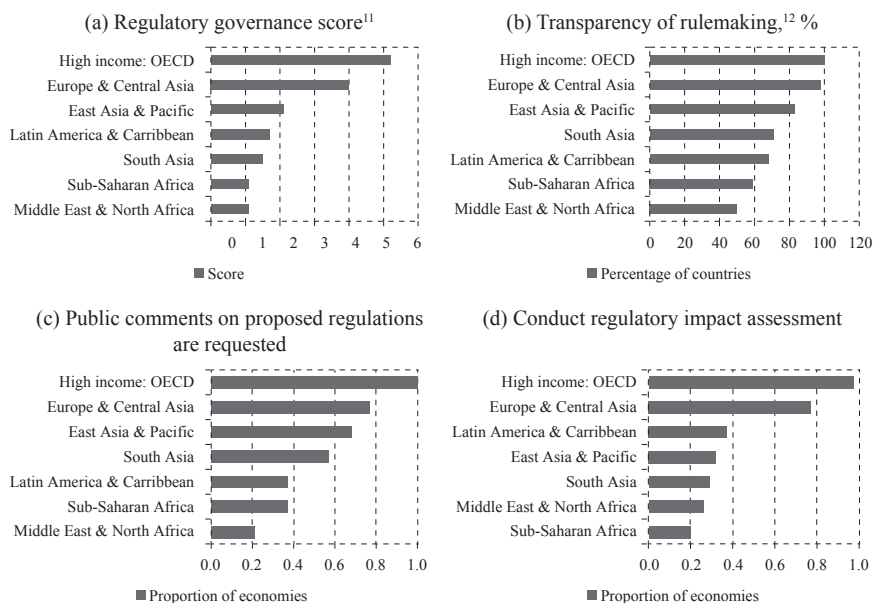 (a) Regulatory governance score¹¹
High income: OECD
Europe & Central Asia
East Asia & Pacific
Latin America & Carribbean
South Asia
Sub-Saharan Africa
Middle East & North Africa
0 1 2 3 4 5 6
Score
(b) Transparency of rulemaking,¹² %
High income: OECD
Europe & Central Asia
East Asia & Pacific
South Asia
Latin America & Carribbean
Sub-Saharan Africa
Middle East & North Africa
0 20 40 60 80 100 120
Percentage of countries
(c) Public comments on proposed regulations
are requested
High income: OECD
Europe & Central Asia
East Asia & Pacific
South Asia
Latin America & Carribbean
Sub-Saharan Africa
Middle East & North Africa
0.0 0.2 0.4 0.6 0.8 1.0
Proportion of economies
(d) Conduct regulatory impact assessment
High income: OECD
Europe & Central Asia
Latin America & Carribbean
East Asia & Pacific
South Asia
Middle East & North Africa
Sub-Saharan Africa
0.0 0.2 0.4 0.6 0.8 1.0
Proportion of economies